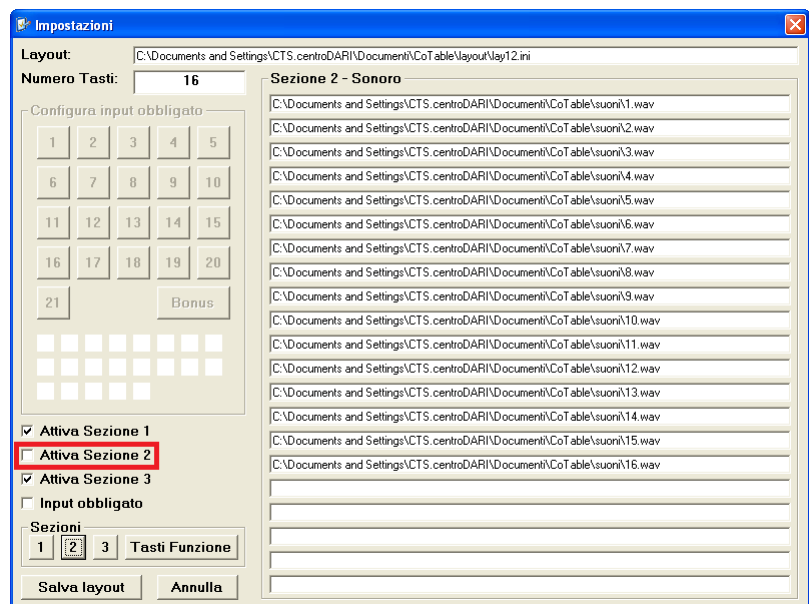 Impostazioni
Layout: C:\Documents and Settings\CTS.centroDARI\Documenti\CoTable\layout\lay12.ini
Numero Tasti: 16
Configura input obbligato
1 2 3 4 5
6 7 8 9 10
11 12 13 14 15
16 17 18 19 20
21 Bonus
Attiva Sezione 1
Attiva Sezione 2
Attiva Sezione 3
Input obbligato
Sezioni
1 2 3 Tasti Funzione
Salva layout Annulla
Sezione 2 - Sonoro
C:\Documents and Settings\CTS.centroDARI\Documenti\CoTable\suoni\1.wav
C:\Documents and Settings\CTS.centroDARI\Documenti\CoTable\suoni\2.wav
C:\Documents and Settings\CTS.centroDARI\Documenti\CoTable\suoni\3.wav
C:\Documents and Settings\CTS.centroDARI\Documenti\CoTable\suoni\4.wav
C:\Documents and Settings\CTS.centroDARI\Documenti\CoTable\suoni\5.wav
C:\Documents and Settings\CTS.centroDARI\Documenti\CoTable\suoni\6.wav
C:\Documents and Settings\CTS.centroDARI\Documenti\CoTable\suoni\7.wav
C:\Documents and Settings\CTS.centroDARI\Documenti\CoTable\suoni\8.wav
C:\Documents and Settings\CTS.centroDARI\Documenti\CoTable\suoni\9.wav
C:\Documents and Settings\CTS.centroDARI\Documenti\CoTable\suoni\10.wav
C:\Documents and Settings\CTS.centroDARI\Documenti\CoTable\suoni\11.wav
C:\Documents and Settings\CTS.centroDARI\Documenti\CoTable\suoni\12.wav
C:\Documents and Settings\CTS.centroDARI\Documenti\CoTable\suoni\13.wav
C:\Documents and Settings\CTS.centroDARI\Documenti\CoTable\suoni\14.wav
C:\Documents and Settings\CTS.centroDARI\Documenti\CoTable\suoni\15.wav
C:\Documents and Settings\CTS.centroDARI\Documenti\CoTable\suoni\16.wav